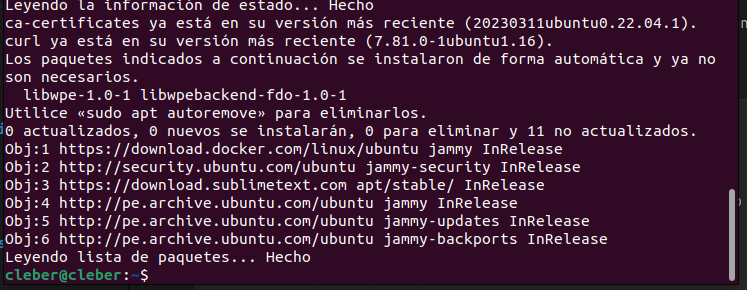 Leyendo la información de estado... Hecho
ca-certificates ya está en su versión más reciente (20230311ubuntu0.22.04.1).
curl ya está en su versión más reciente (7.81.0-1ubuntu1.16).
Los paquetes indicados a continuación se instalaron de forma automática y ya no
son necesarios.
  libwpe-1.0-1 libwpebackend-fdo-1.0-1
Utilice «sudo apt autoremove» para eliminarlos.
0 actualizados, 0 nuevos se instalarán, 0 para eliminar y 11 no actualizados.
Obj:1 https://download.docker.com/linux/ubuntu jammy InRelease
Obj:2 http://security.ubuntu.com/ubuntu jammy-security InRelease
Obj:3 https://download.sublimetext.com apt/stable/ InRelease
Obj:4 http://pe.archive.ubuntu.com/ubuntu jammy InRelease
Obj:5 http://pe.archive.ubuntu.com/ubuntu jammy-updates InRelease
Obj:6 http://pe.archive.ubuntu.com/ubuntu jammy-backports InRelease
Leyendo lista de paquetes... Hecho
cleber@cleber:~$